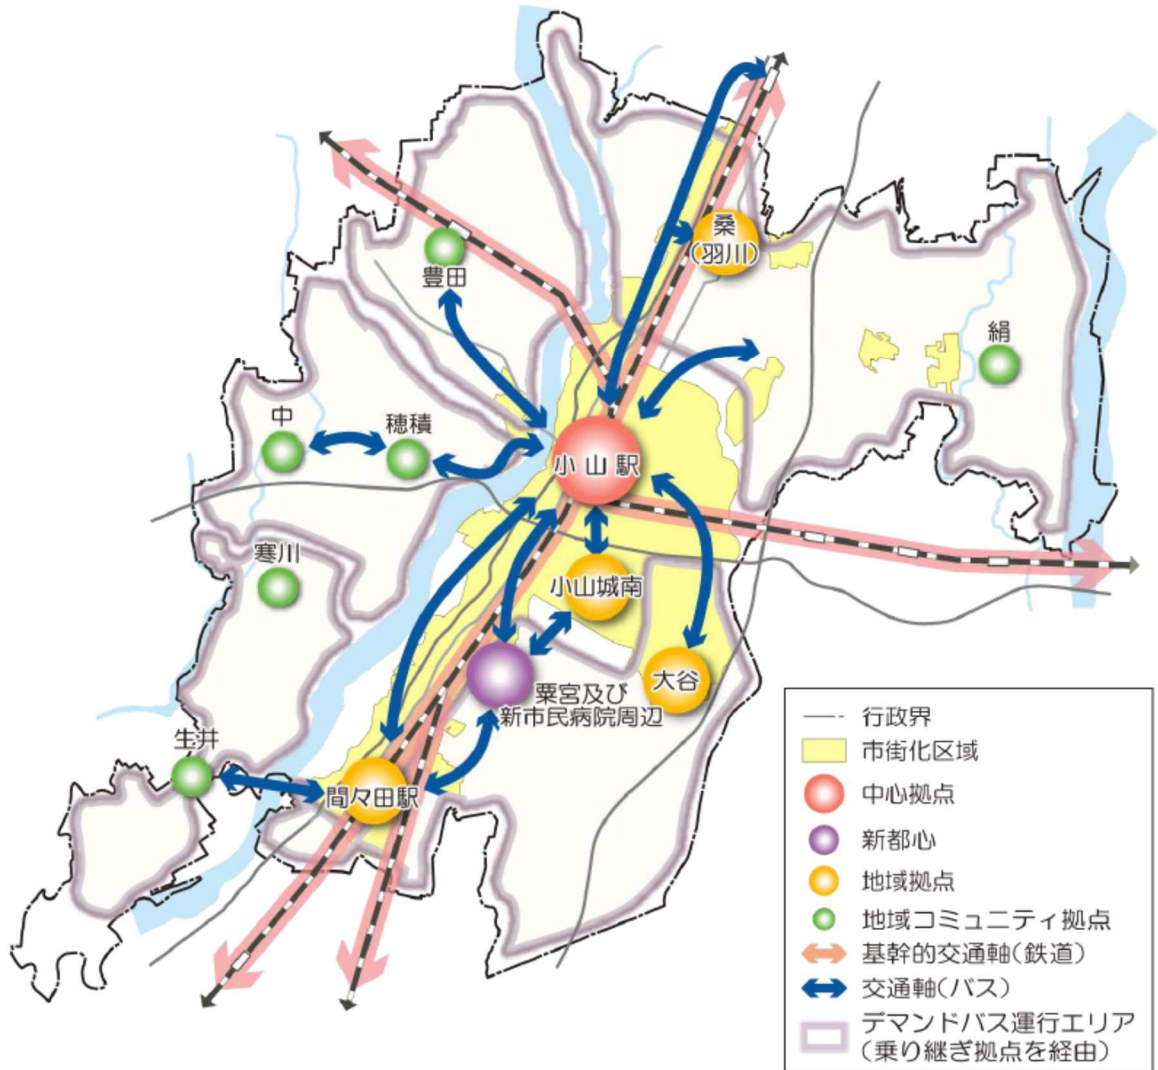 桑
(羽川)
豊田
絹
中
穂積
小山駅
寒川
小山城南
大谷
粟宮及び
新市民病院周辺
生井
間々田駅
行政界
市街化区域
中心拠点
新都心
地域拠点
地域コミュニティ拠点
基幹的交通軸(鉄道)
交通軸(バス)
デマンドバス運行エリア
(乗り継ぎ拠点を経由)